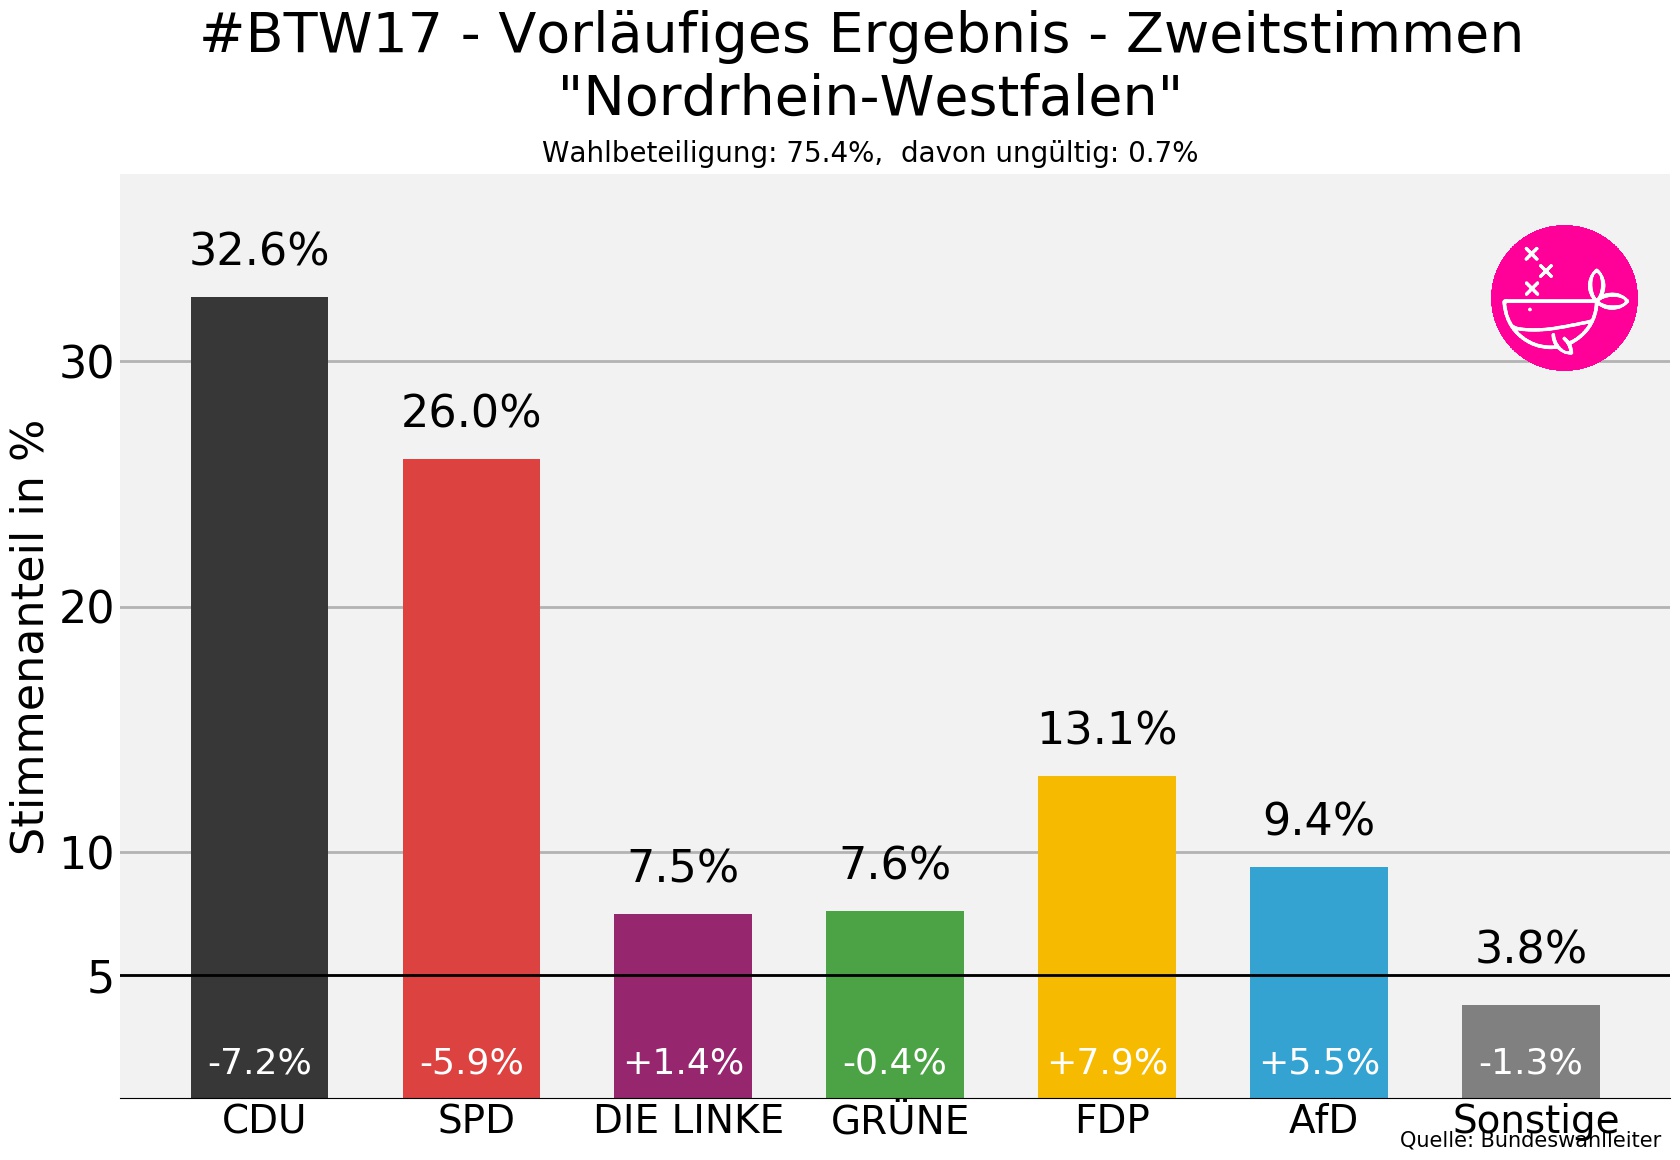 #BTW17 - Vorläufiges Ergebnis - Zweitstimmen
"Nordrhein-Westfalen"
Wahlbeteiligung: 75.4%, davon ungültig: 0.7%
Stimmenanteil in %
30
20
10
5
32.6%
26.0%
7.5%
7.6%
13.1%
9.4%
3.8%
-7.2%
-5.9%
+1.4%
-0.4%
+7.9%
+5.5%
-1.3%
CDU
SPD
DIE LINKE
GRÜNE
FDP
AfD
Sonstige
Quelle: Bundeswahlleiter